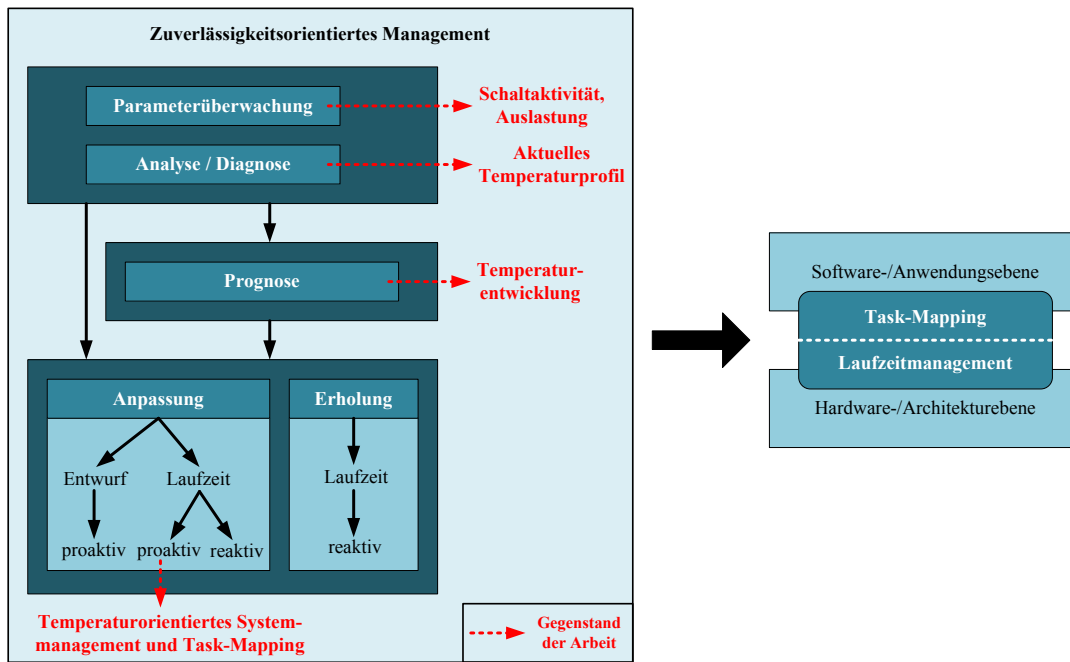 Zuverlässigkeitsorientiertes Management
Parameterüberwachung
Schaltaktivität,
Auslastung
Analyse / Diagnose
Aktuelles
Temperaturprofil
Prognose
Temperatur-
entwicklung
Anpassung
Erholung
Entwurf
Laufzeit
Laufzeit
proaktiv
proaktiv
reaktiv
reaktiv
Temperaturorientiertes System-
management und Task-Mapping
Gegenstand
der Arbeit
Software-/Anwendungsebene
Task-Mapping
Laufzeitmanagement
Hardware-/Architekturebene